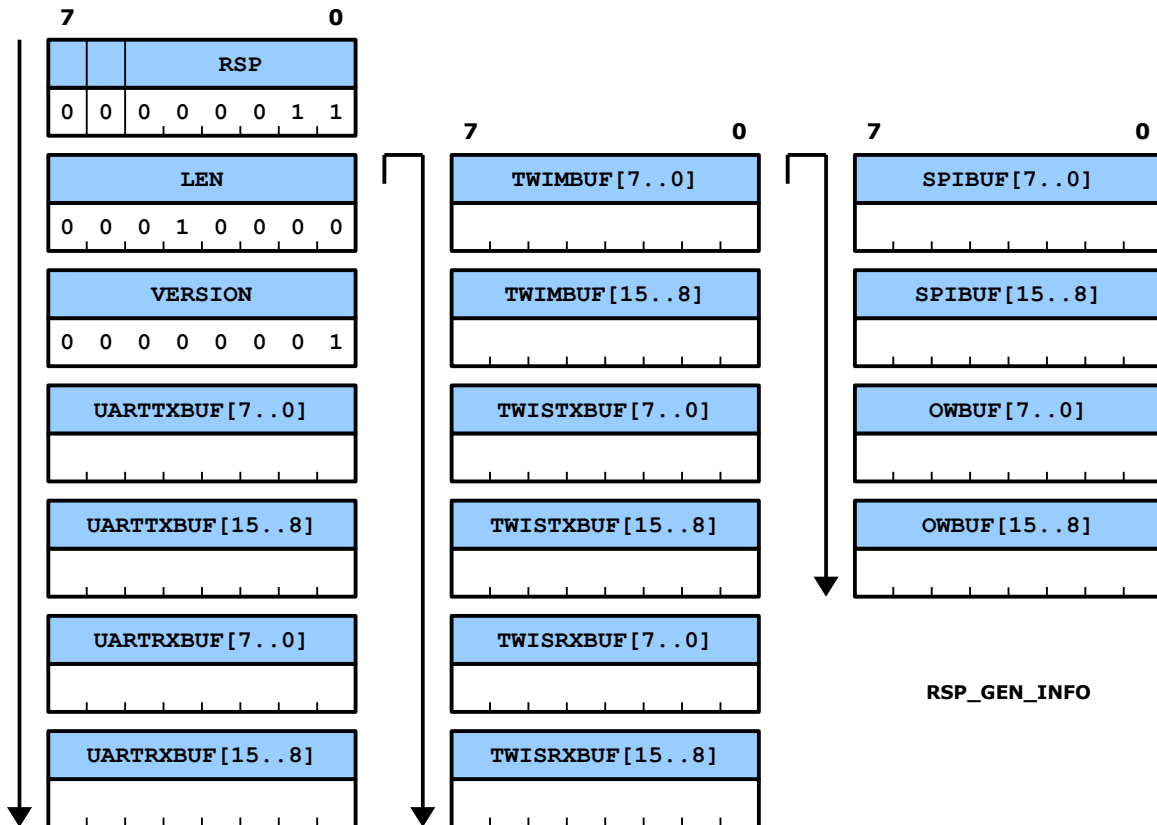 7 0
RSP
0 0 0 0 0 0 1 1
LEN
0 0 0 1 0 0 0 0
VERSION
0 0 0 0 0 0 0 1
UARTTXBUF[7..0]
UARTTXBUF[15..8]
UARTRXBUF[7..0]
UARTRXBUF[15..8]
7 0
TWIMBUF[7..0]
TWIMBUF[15..8]
TWISTXBUF[7..0]
TWISTXBUF[15..8]
TWISRXBUF[7..0]
TWISRXBUF[15..8]
7 0
SPIBUF[7..0]
SPIBUF[15..8]
OWBUF[7..0]
OWBUF[15..8]
RSP_GEN_INFO